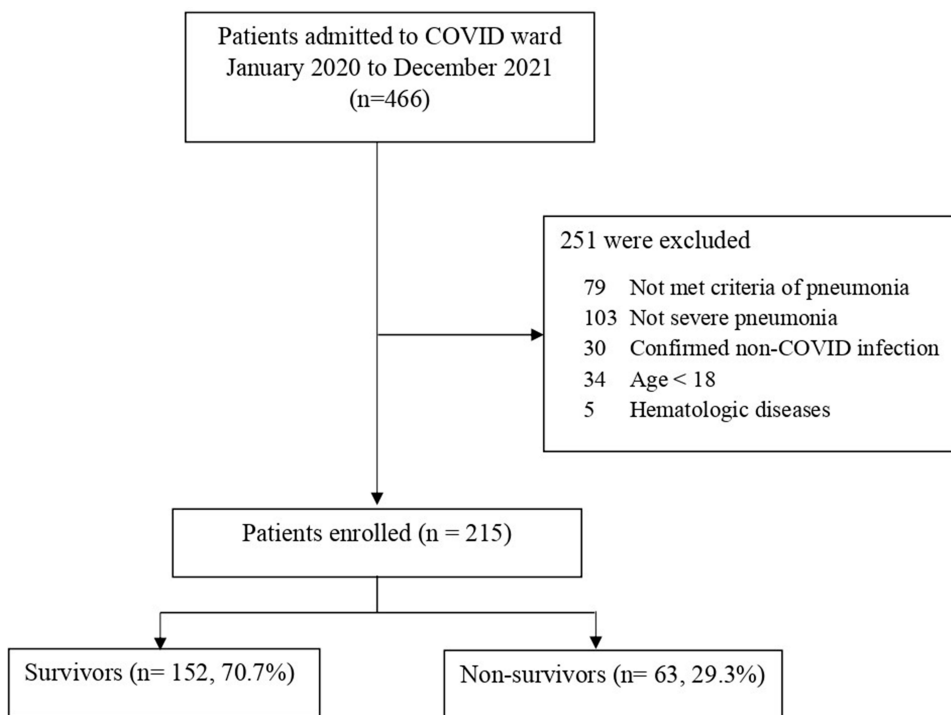 Patients admitted to COVID ward
January 2020 to December 2021
(n=466)
251 were excluded
79 Not met criteria of pneumonia
103 Not severe pneumonia
30 Confirmed non-COVID infection
34 Age < 18
5 Hematologic diseases
Patients enrolled (n = 215)
Survivors (n= 152, 70.7%)
Non-survivors (n= 63, 29.3%)